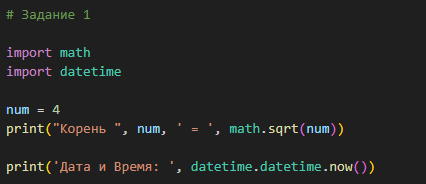 # Задание 1
import math
import datetime
num = 4
print("Корень ", num, ' = ', math.sqrt(num))
print('Дата и Время: ', datetime.datetime.now())